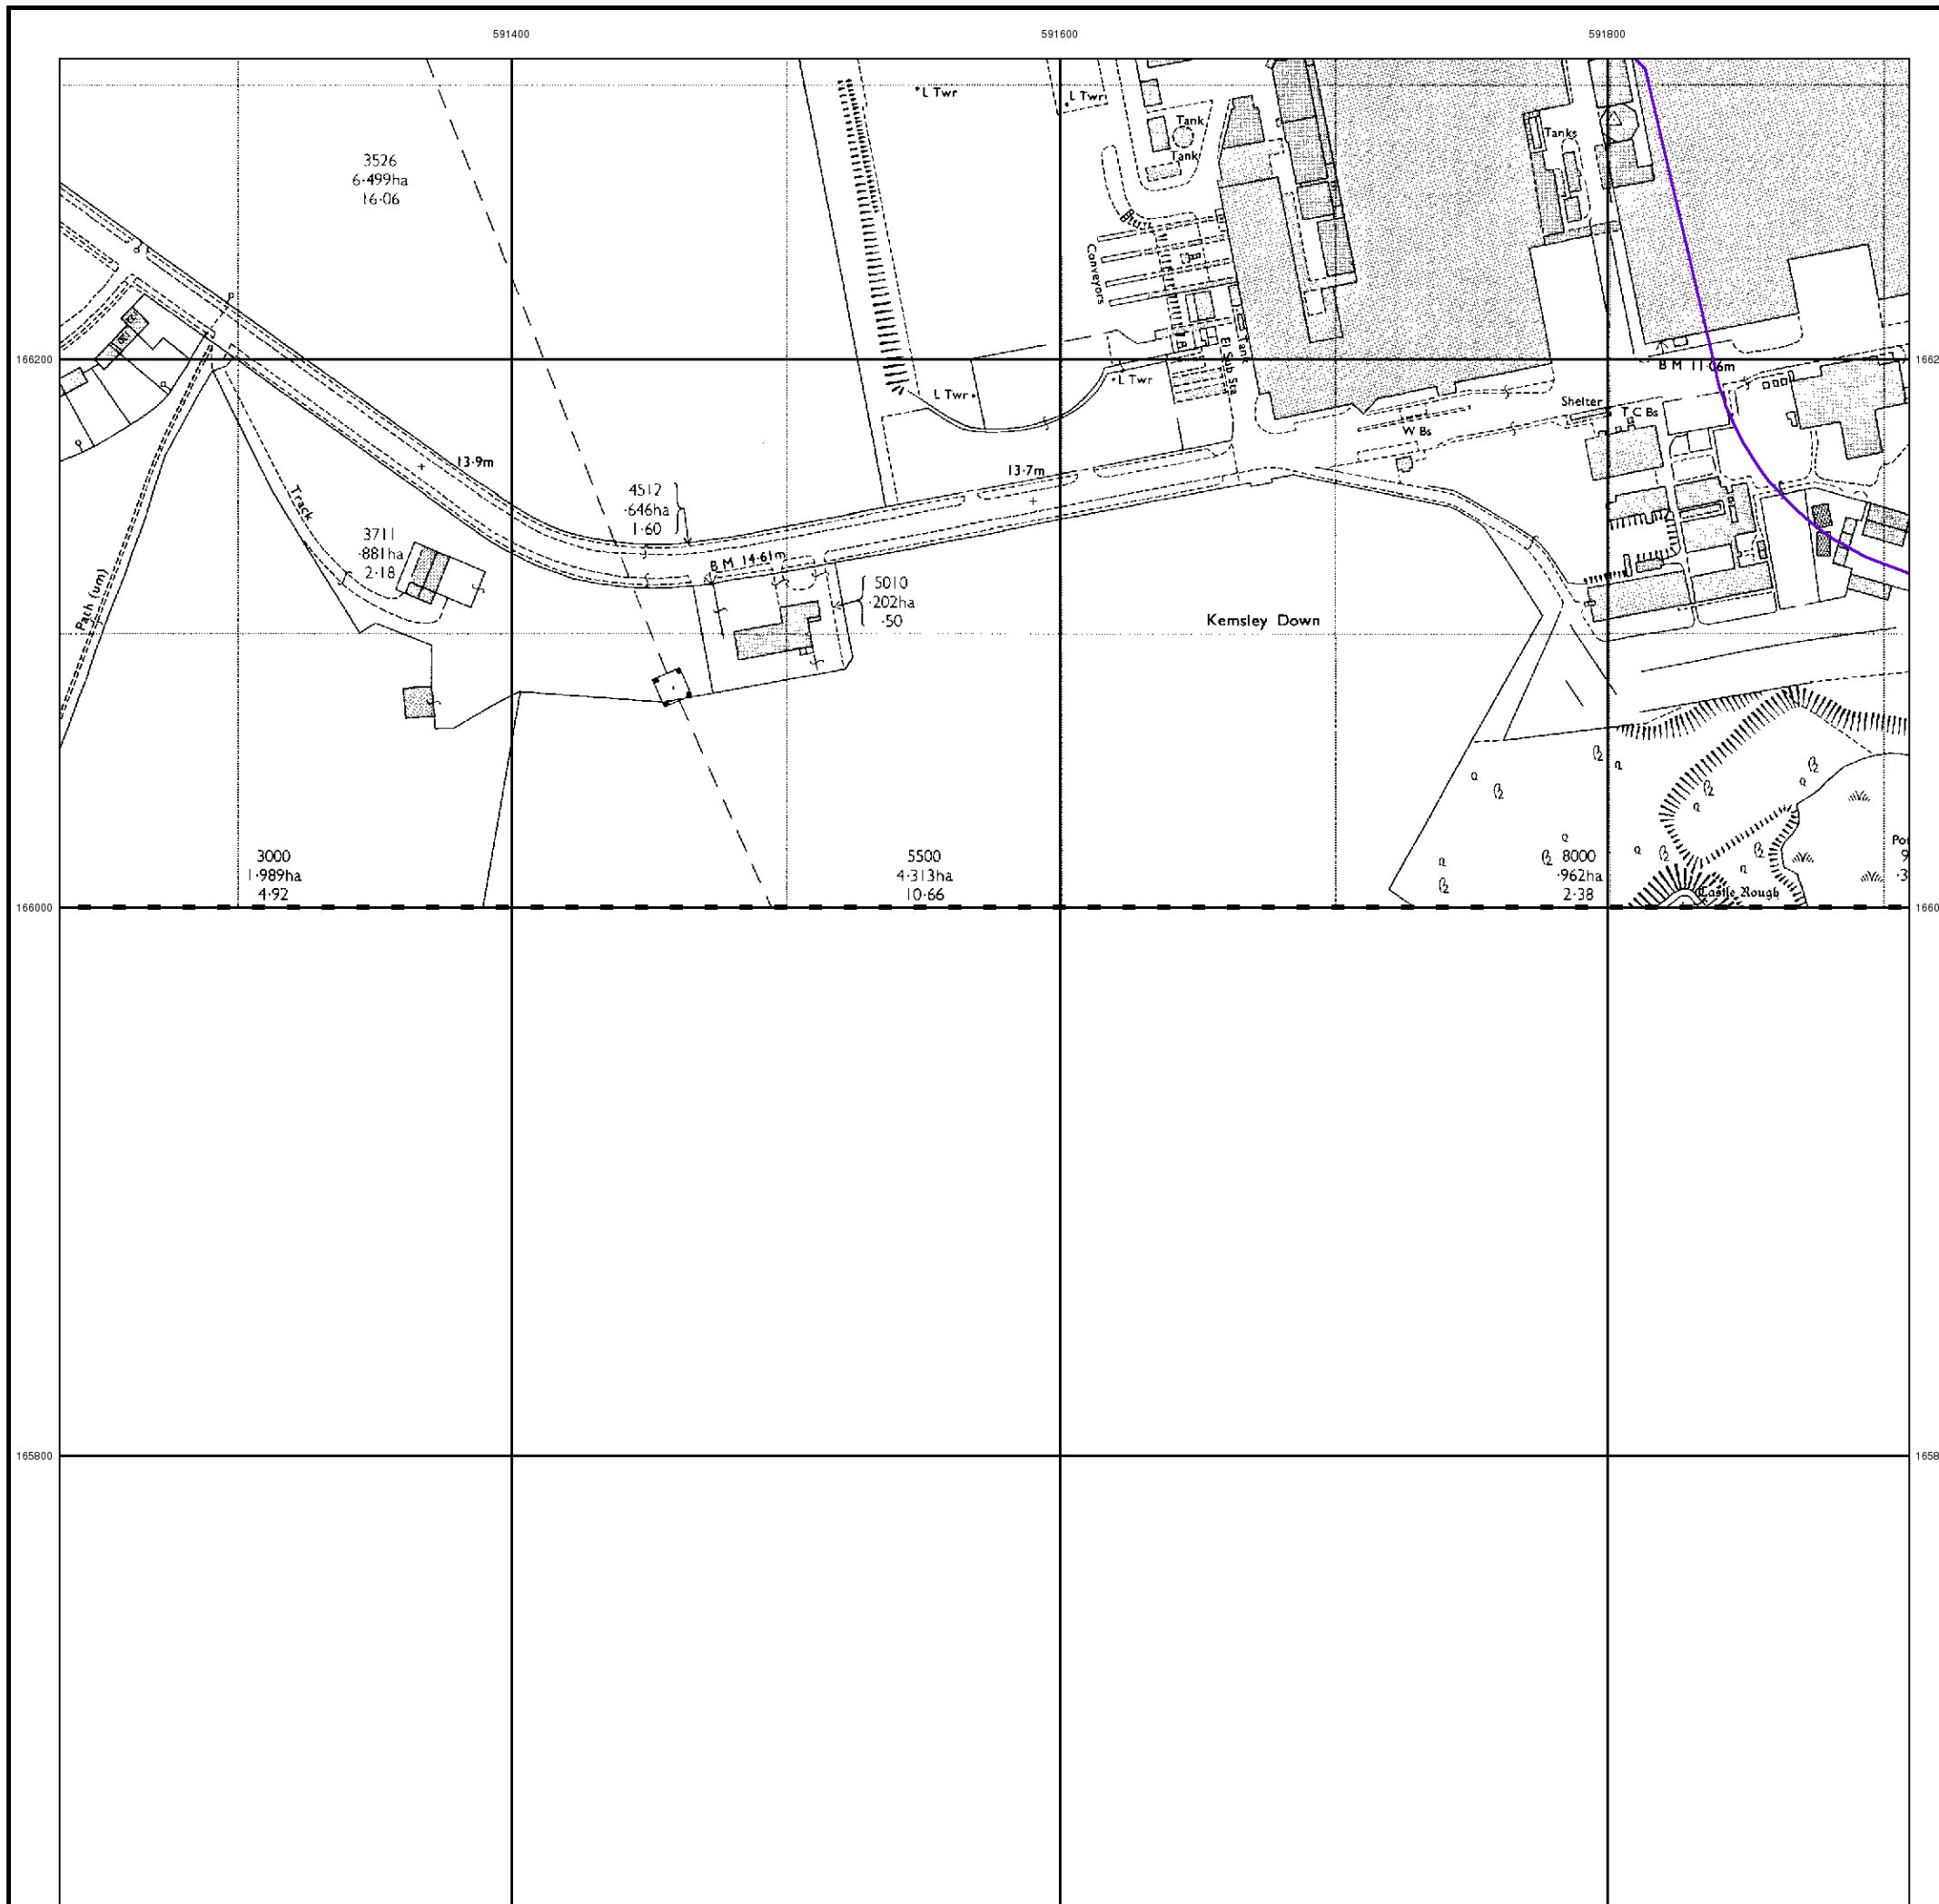 591400
591600
591800
L Twr
L Twr
Tank
Tank
Tanks
3526
6·499ha
16·06
Conveyors
Tank
El Sub Sta
166200
1662
B M 11·06m
L Twr
L Twr
Shelter
T C Bs
W Bs
13·9m
13·7m
Track
4512
·646ha
1·60
3711
·881ha
2·18
B M 14·61m
5010
·202ha
·50
Path (um)
Kemsley Down
3000
1·989ha
4·92
5500
4·313ha
10·66
8000
·962ha
2·38
Castle Rough
166000
1660
165800
1658